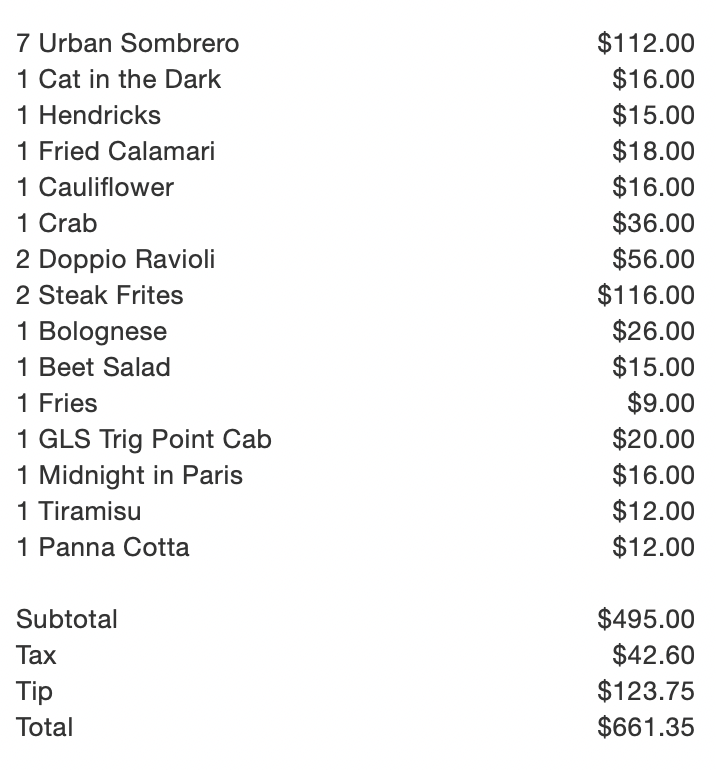 7 Urban Sombrero $112.00
1 Cat in the Dark $16.00
1 Hendricks $15.00
1 Fried Calamari $18.00
1 Cauliflower $16.00
1 Crab $36.00
2 Doppio Ravioli $56.00
2 Steak Frites $116.00
1 Bolognese $26.00
1 Beet Salad $15.00
1 Fries $9.00
1 GLS Trig Point Cab $20.00
1 Midnight in Paris $16.00
1 Tiramisu $12.00
1 Panna Cotta $12.00
Subtotal $495.00
Tax $42.60
Tip $123.75
Total $661.35